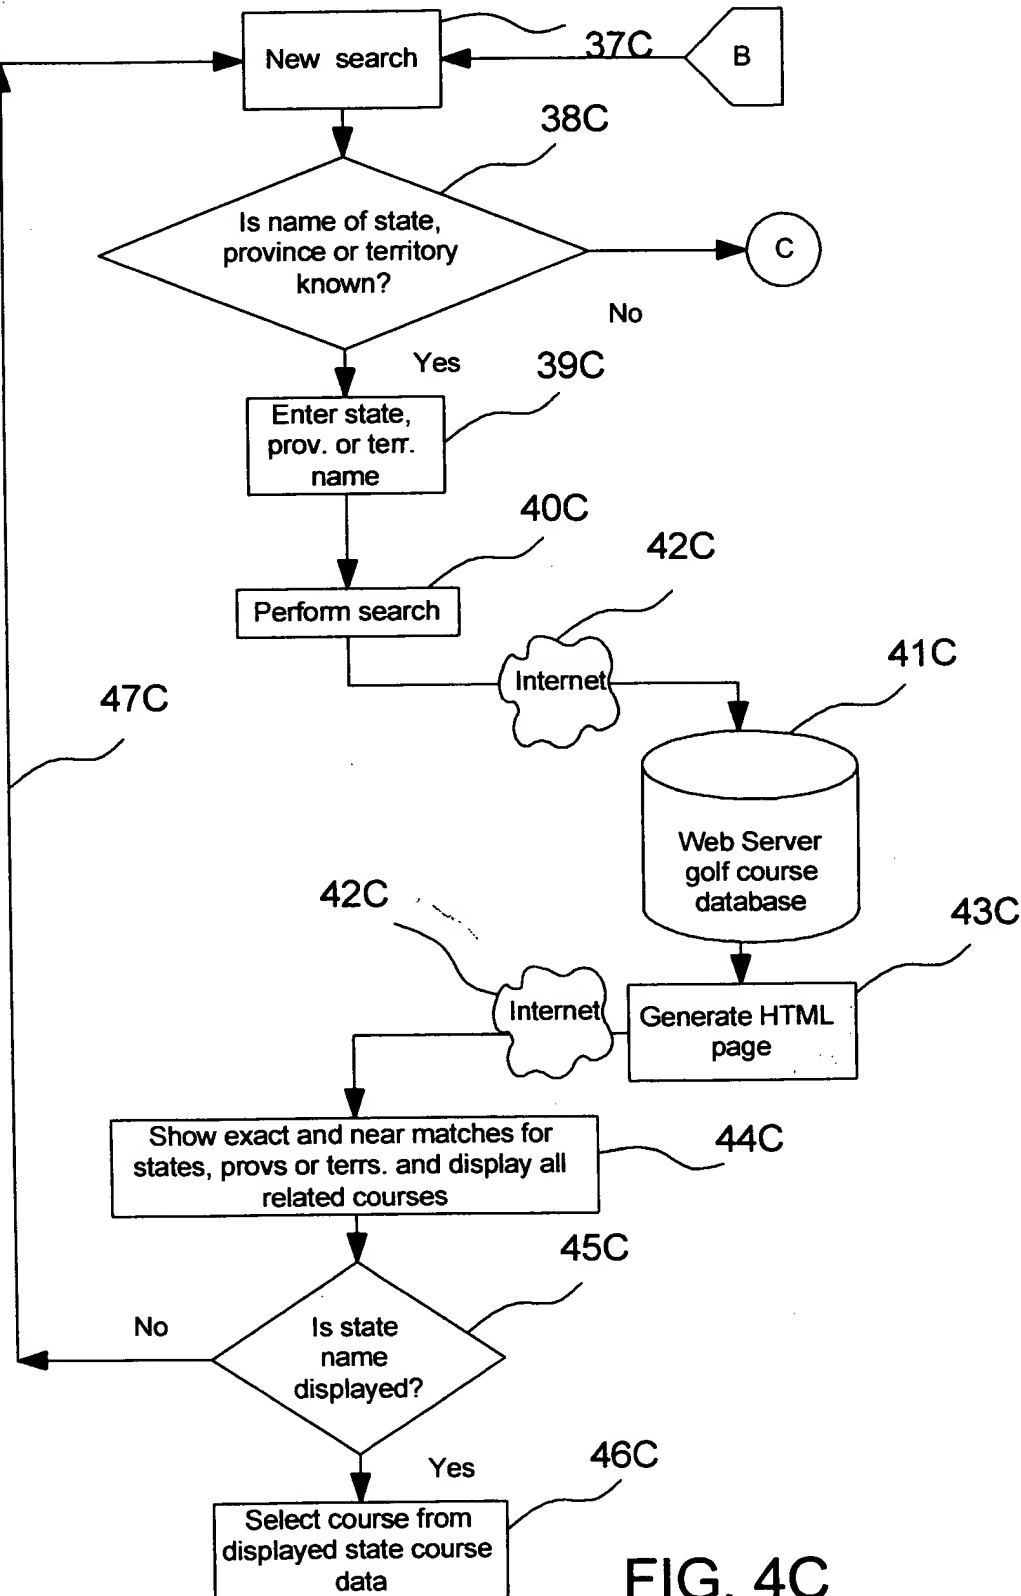 New search
37C
B
38C
Is name of state,
province or territory
known?
C
No
Yes
39C
Enter state,
prov. or terr.
name
40C
42C
Perform search
Internet
41C
47C
Web Server
golf course
database
42C
43C
Internet
Generate HTML
page
Show exact and near matches for
states, provs or terrs. and display all
related courses
44C
45C
No
Is state
name
displayed?
Yes
46C
Select course from
displayed state course
data
FIG. 4C